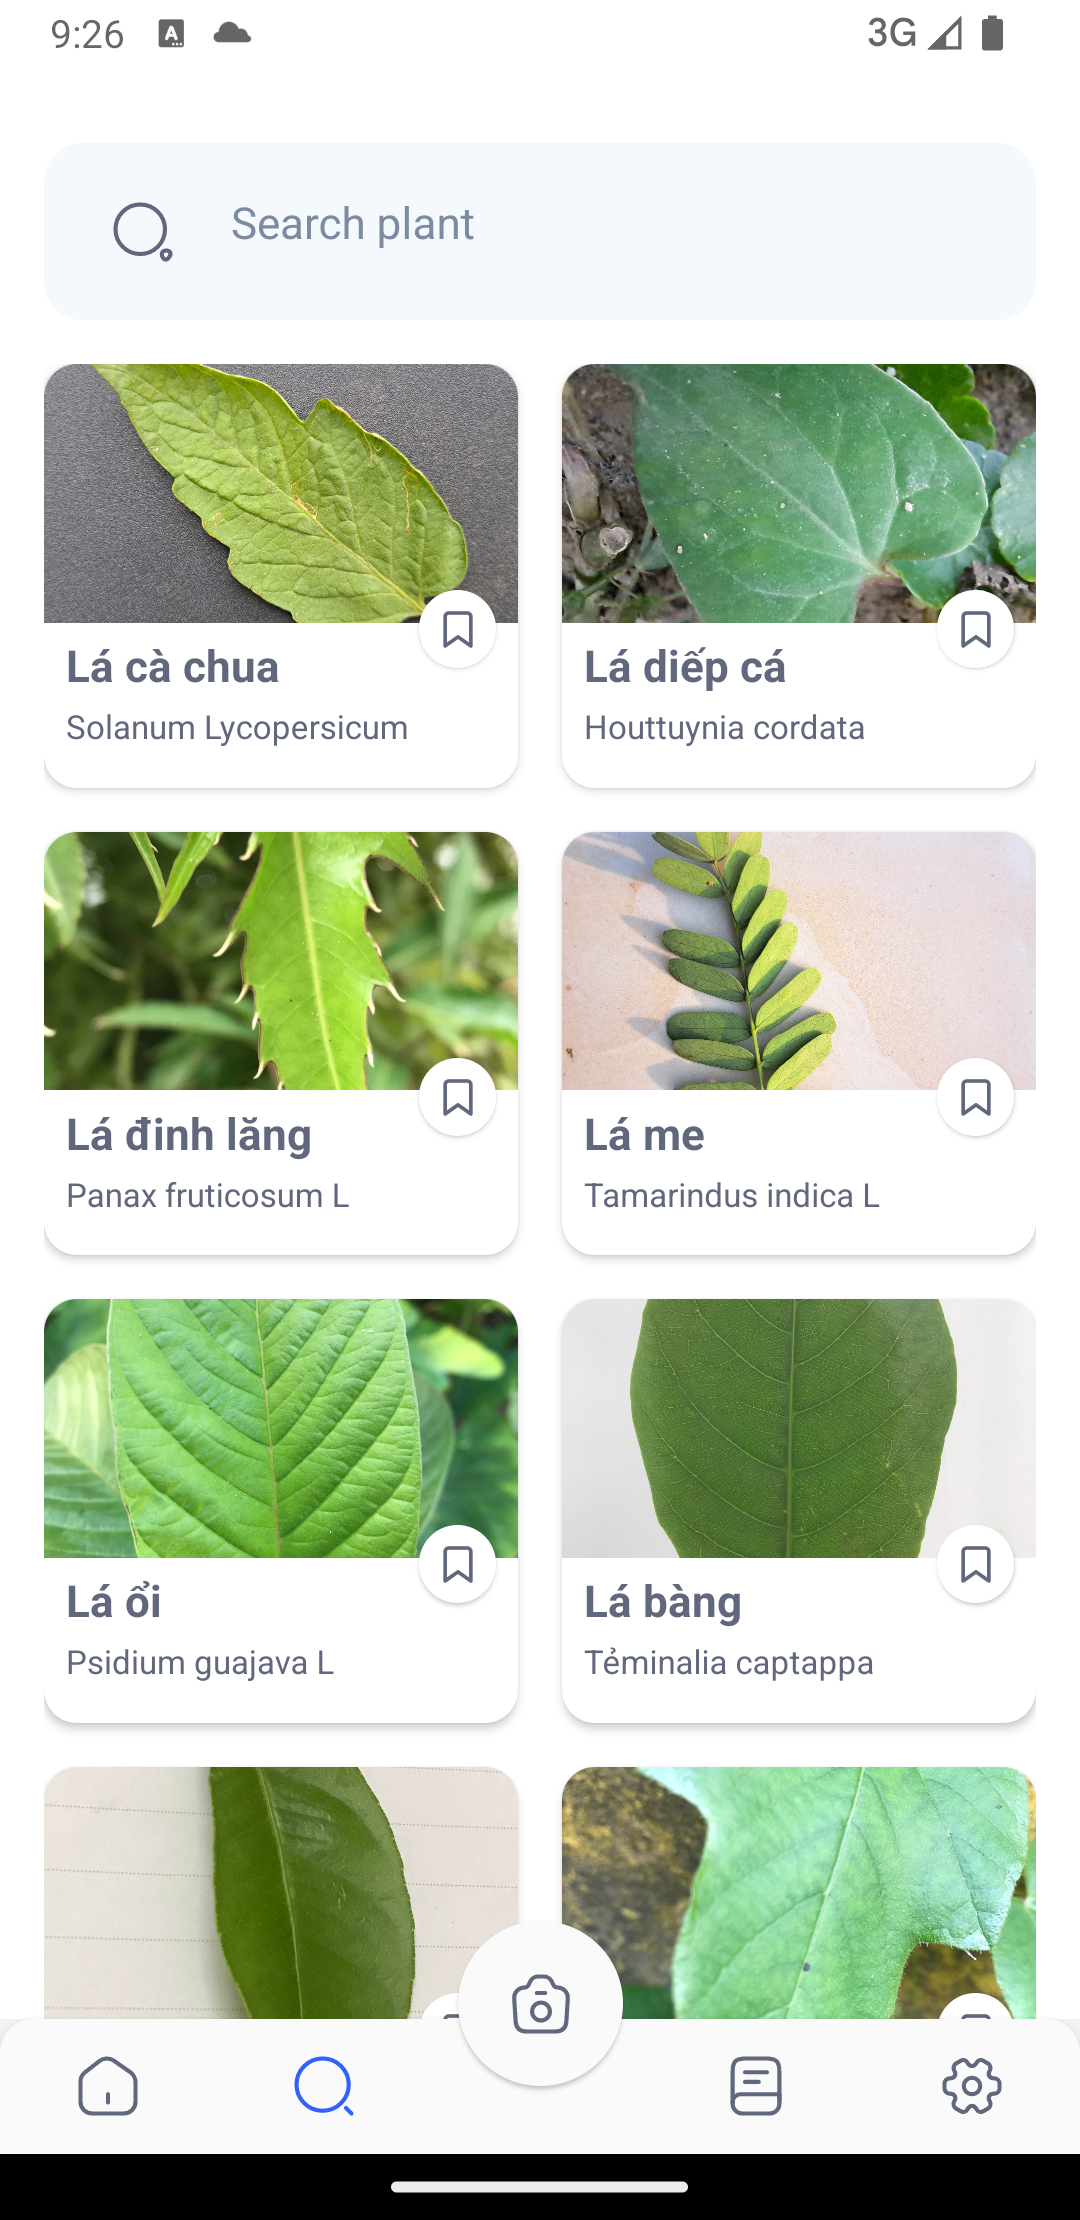 9:26
3G
Search plant
Lá cà chua
Solanum Lycopersicum
Lá diếp cá
Houttuynia cordata
Lá đinh lăng
Panax fruticosum L
Lá me
Tamarindus indica L
Lá ổi
Psidium guajava L
Lá bàng
Tẻminalia captappa